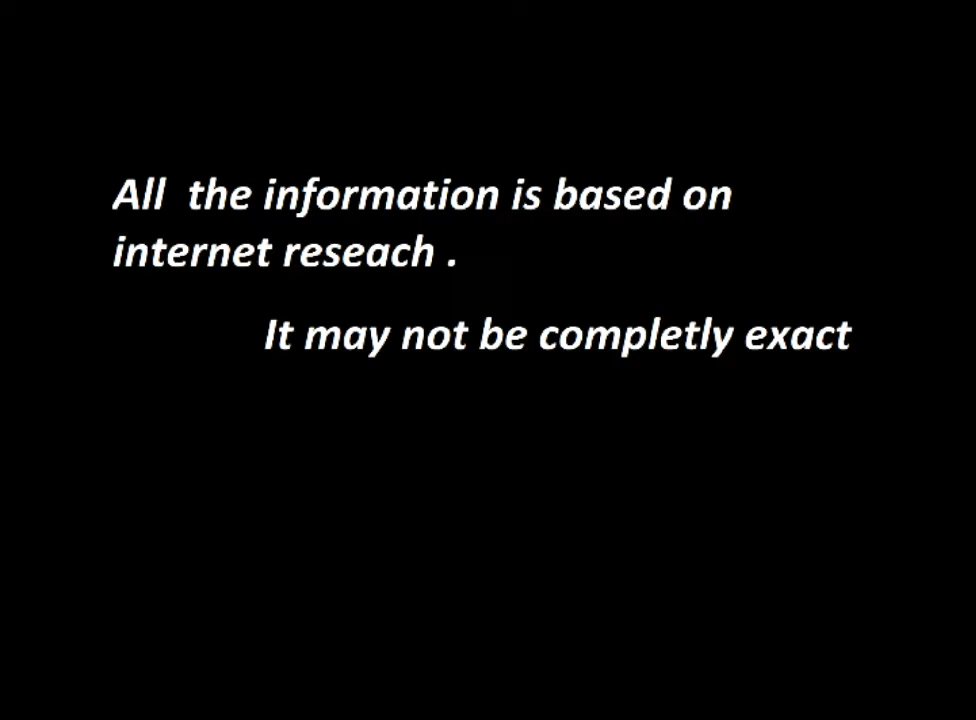 All  the information is based on
internet reseach .
It may not be completly exact